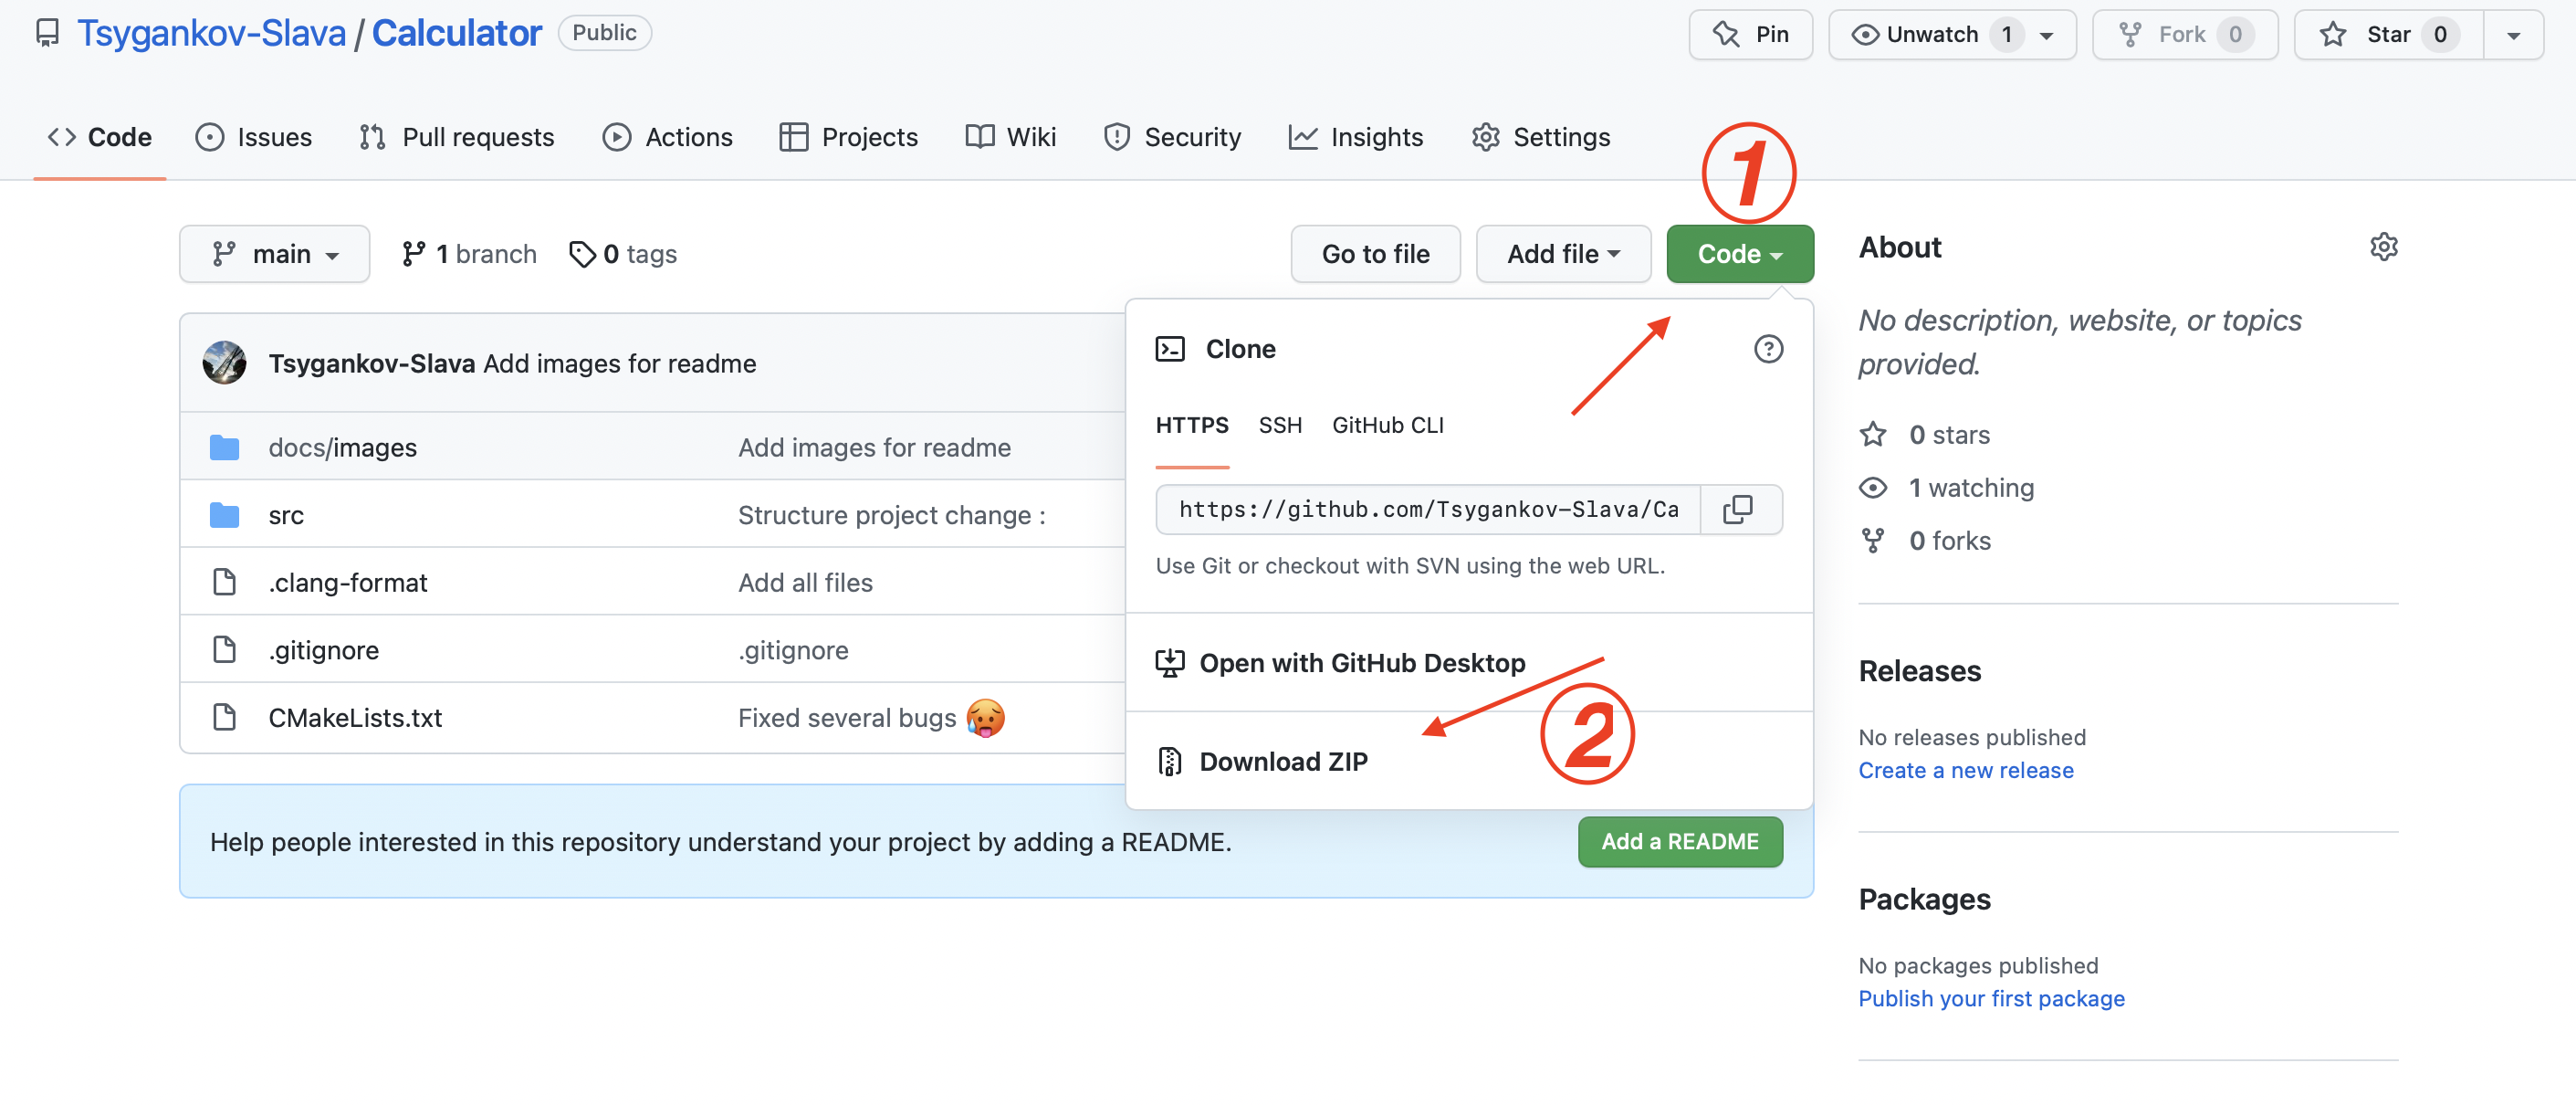 Tsygankov-Slava / Calculator Public
Pin
Unwatch 1
Fork 0
Star 0
Code
Issues
Pull requests
Actions
Projects
Wiki
Security
Insights
Settings
1
main
1 branch
0 tags
Go to file
Add file
Code
Tsygankov-Slava Add images for readme
docs/images Add images for readme
src Structure project change :
.clang-format Add all files
.gitignore .gitignore
CMakeLists.txt Fixed several bugs 🥵
Clone
HTTPS SSH GitHub CLI
https://github.com/Tsygankov-Slava/Ca
Use Git or checkout with SVN using the web URL.
Open with GitHub Desktop
2
Download ZIP
Help people interested in this repository understand your project by adding a README.
Add a README
About
No description, website, or topics
provided.
0 stars
1 watching
0 forks
Releases
No releases published
Create a new release
Packages
No packages published
Publish your first package